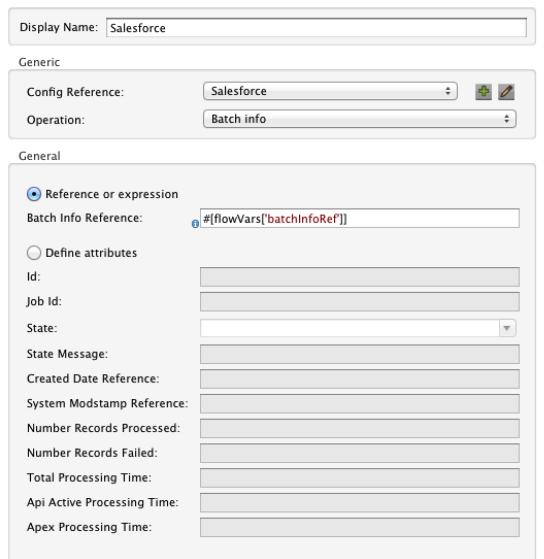 Display Name: Salesforce
Generic
Config Reference: Salesforce
Operation: Batch info
General
Reference or expression
Batch Info Reference: #[flowVars['batchInfoRef']]
Define attributes
Id:
Job Id:
State:
State Message:
Created Date Reference:
System Modstamp Reference:
Number Records Processed:
Number Records Failed:
Total Processing Time:
Api Active Processing Time:
Apex Processing Time: